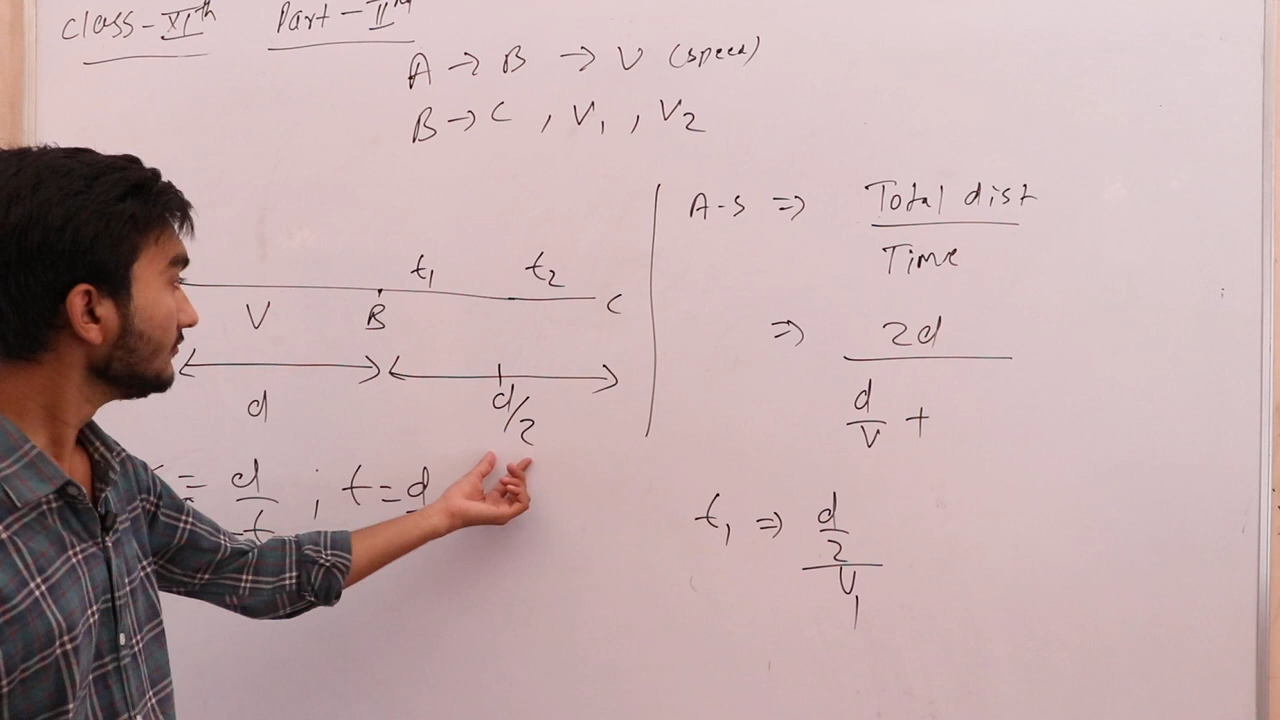 Class-XIth Part-IInd
A → B → V (speed)
B → C , V1 , V2
t1 t2
V B C
d d/2
= d/t ; t = d
A-S ⇒ Total dist / Time
⇒ 2d / d/V +
t1 ⇒ d/2 / V1